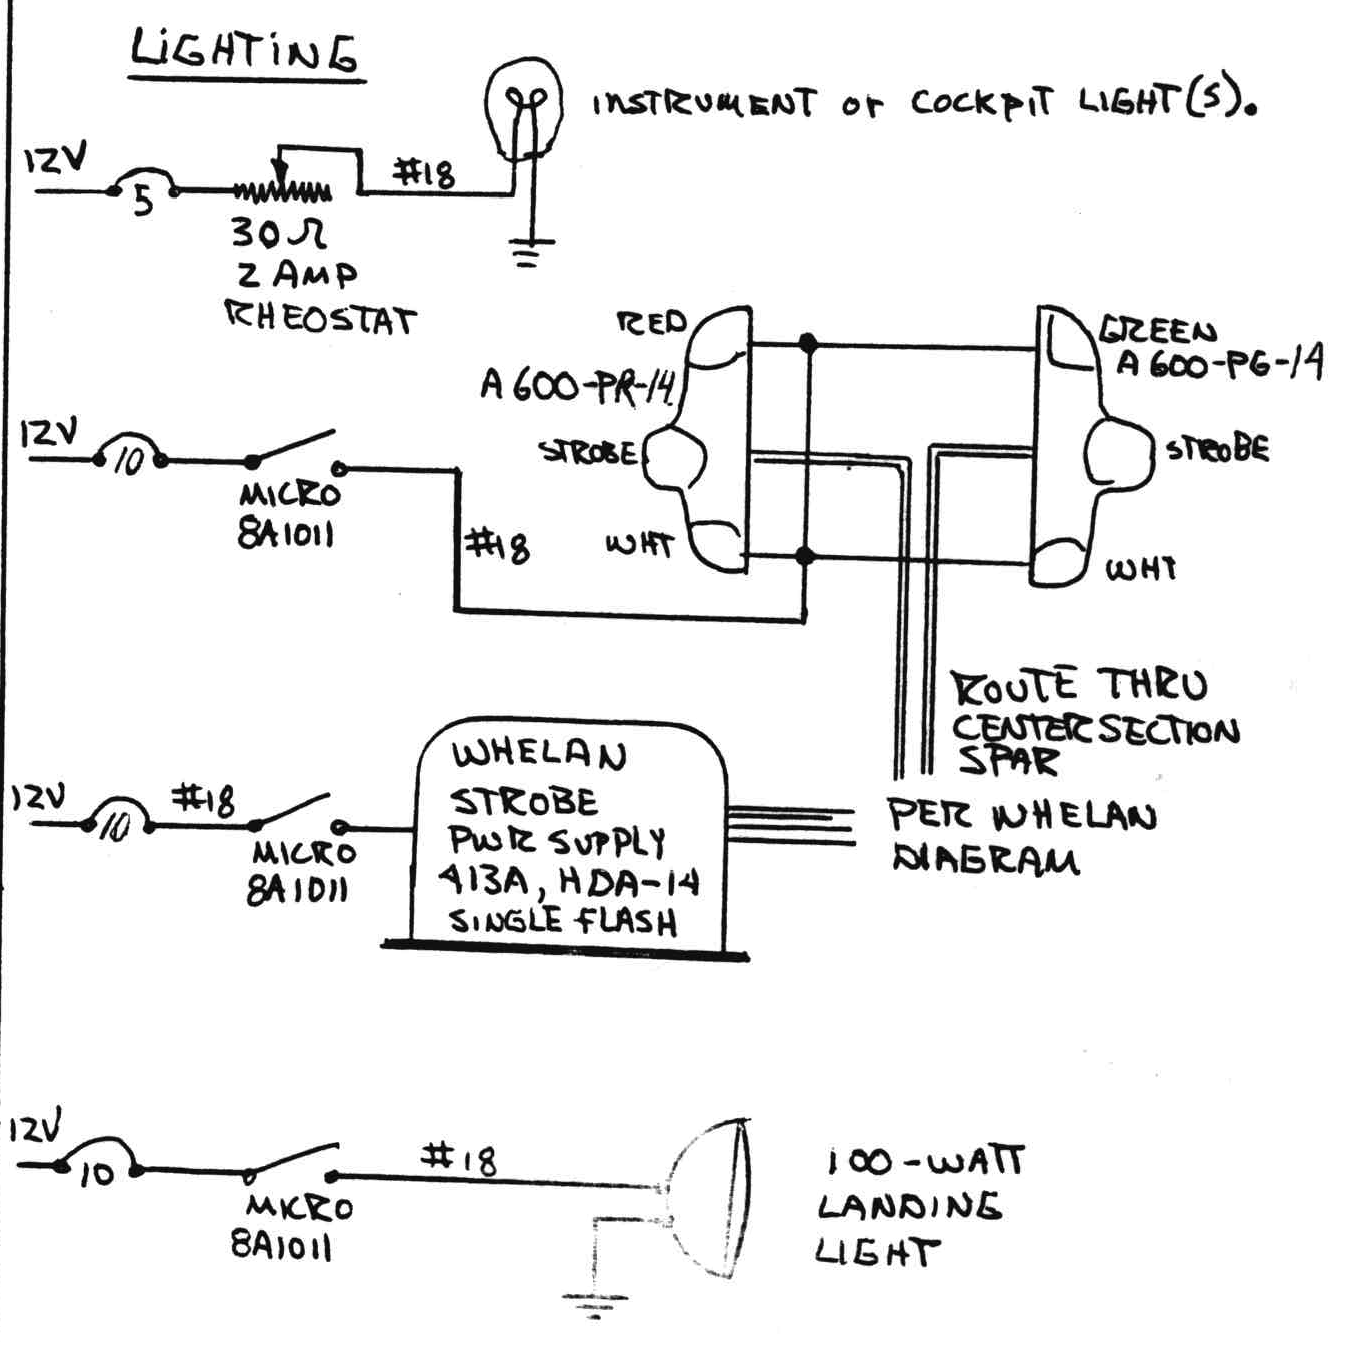 LIGHTING
INSTRUMENT or COCKPIT LIGHT(S).
12V
5
#18
30Ω
2 AMP
RHEOSTAT
RED
GREEN
A600-PR-14
A600-PG-14
12V
10
STROBE
STROBE
MICRO
8A1011
#18
WHT
WHT
ROUTE THRU
CENTER SECTION
SPAR
12V
10
#18
MICRO
8A1011
WHELAN
STROBE
PWR SUPPLY
413A, HDA-14
SINGLE FLASH
PER WHELAN
DIAGRAM
12V
10
#18
MICRO
8A1011
100-WATT
LANDING
LIGHT